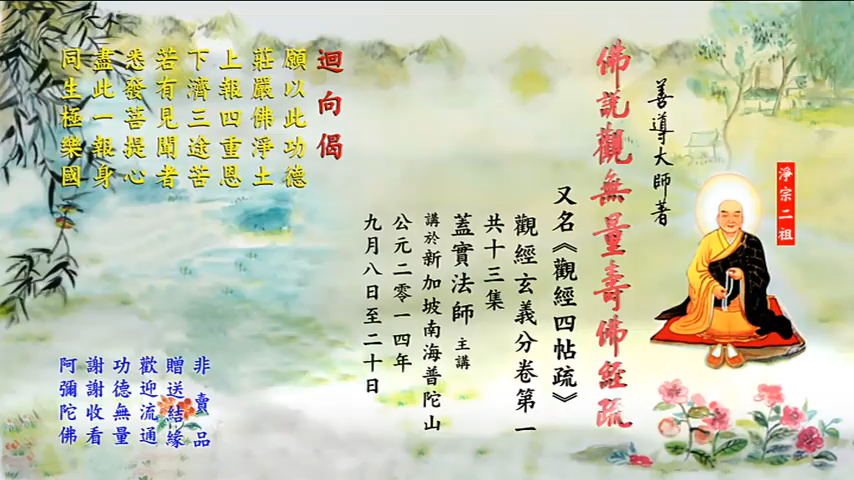 淨宗二祖
善導大師著
佛說觀無量壽佛經疏
又名《觀經四帖疏》
觀經玄義分卷第一
共十三集
蓋實法師 主講
講於新加坡南海普陀山
公元二零一四年
九月八日至二十日
迴向偈
願以此功德
莊嚴佛淨土
上報四重恩
下濟三途苦
若有見聞者
悉發菩提心
盡此一報身
同生極樂國
非賣品
贈送結緣
歡迎流通
功德無量
謝謝收看
阿彌陀佛